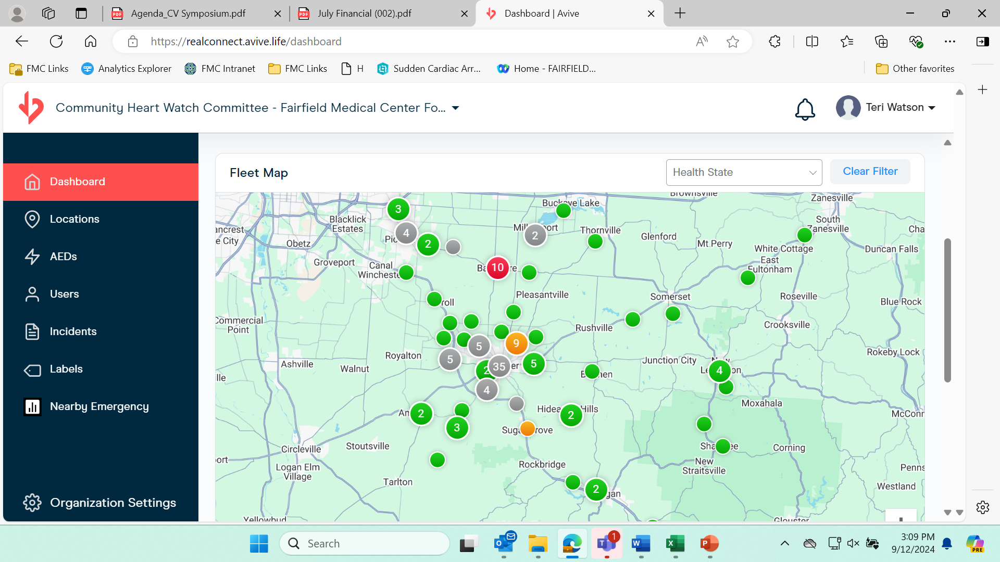 Agenda_CV Symposium.pdf
July Financial (002).pdf
Dashboard | Avive
https://realconnect.avive.life/dashboard
FMC Links
Analytics Explorer
FMC Intranet
FMC Links
H
Sudden Cardiac Arr...
Home - FAIRFIELD...
Other favorites
Community Heart Watch Committee - Fairfield Medical Center Fo...
Teri Watson
Dashboard
Locations
AEDs
Users
Incidents
Labels
Nearby Emergency
Organization Settings
Fleet Map
Health State
Clear Filter
Brownsville
Zanesville
Buckeye Lake
3
Blacklick
Estates
South
Zanesville
ancrest
e City
4
Pic
2
Mil
ort
2
Thornville
Glenford
Cha
Obetz
Mt Perry
White Cottage
Duncan Falls
Groveport
Canal
Wincheste
Ba
10
re
East
Fultonham
Pleasantville
Somerset
Roseville
Blue Rock
roll
Commercial
Point
Rushville
Crooksville
5
9
Royalton
5
Junction City
Rokeby Lock
Ashville
Walnut
2
35
er
5
New
Le
4
on
lle
B
en
4
Moxahala
An
2
Hidea
2
Hills
McConr
3
Suga
rove
Circleville
Stoutsville
Sha
ee
Corning
ort
Logan Elm
Village
Rockbridge
New
Straitsville
Penns
Tarlton
2
gan
Westland
Yellowbud
Glouster
Search
1
3:09 PM
9/12/2024
PRE